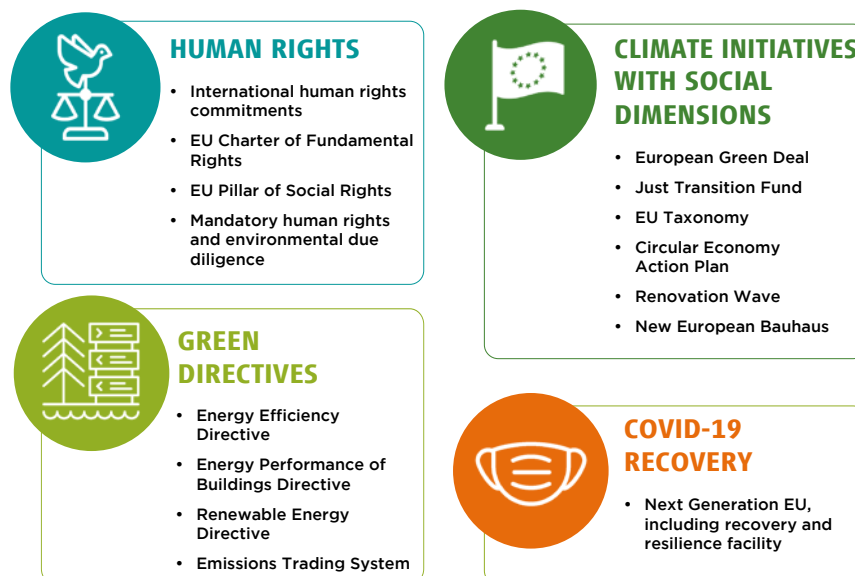 HUMAN RIGHTS
• International human rights
commitments
• EU Charter of Fundamental
Rights
• EU Pillar of Social Rights
• Mandatory human rights
and environmental due
diligence
CLIMATE INITIATIVES
WITH SOCIAL
DIMENSIONS
• European Green Deal
• Just Transition Fund
• EU Taxonomy
• Circular Economy
Action Plan
• Renovation Wave
• New European Bauhaus
GREEN
DIRECTIVES
• Energy Efficiency
Directive
• Energy Performance of
Buildings Directive
• Renewable Energy
Directive
• Emissions Trading System
COVID-19
RECOVERY
• Next Generation EU,
including recovery and
resilience facility